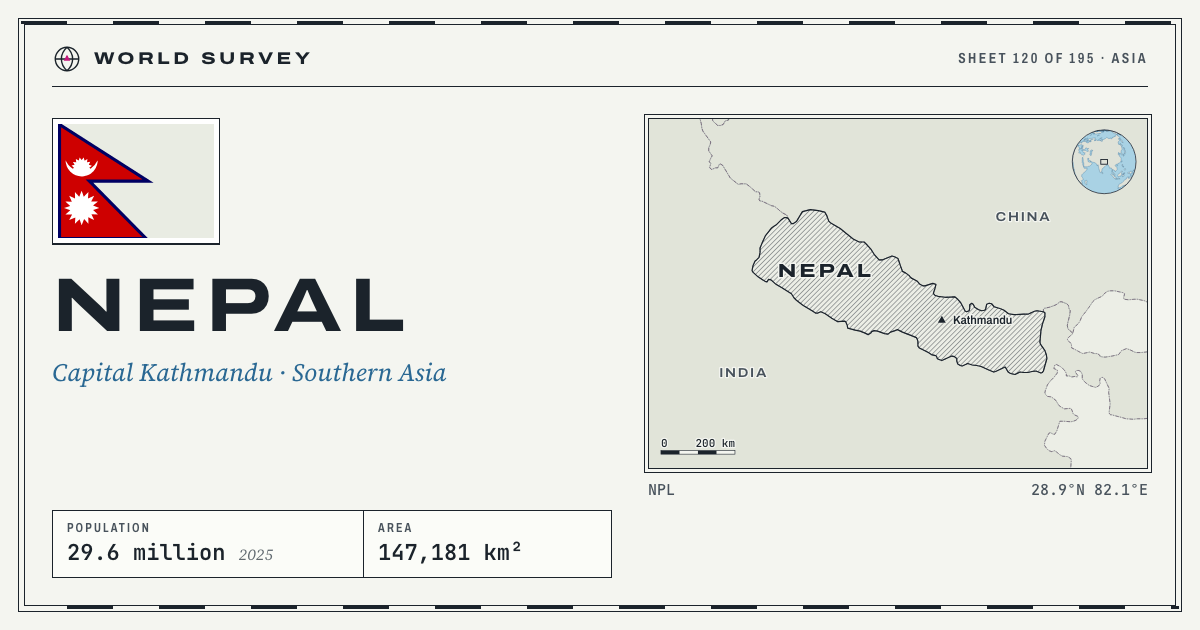 WORLD SURVEY
SHEET 120 OF 195 · ASIA
NEPAL
Capital Kathmandu · Southern Asia
POPULATION
29.6 million 2025
AREA
147,181 km²
CHINA
NEPAL
Kathmandu
INDIA
0 200 km
NPL
28.9°N 82.1°E